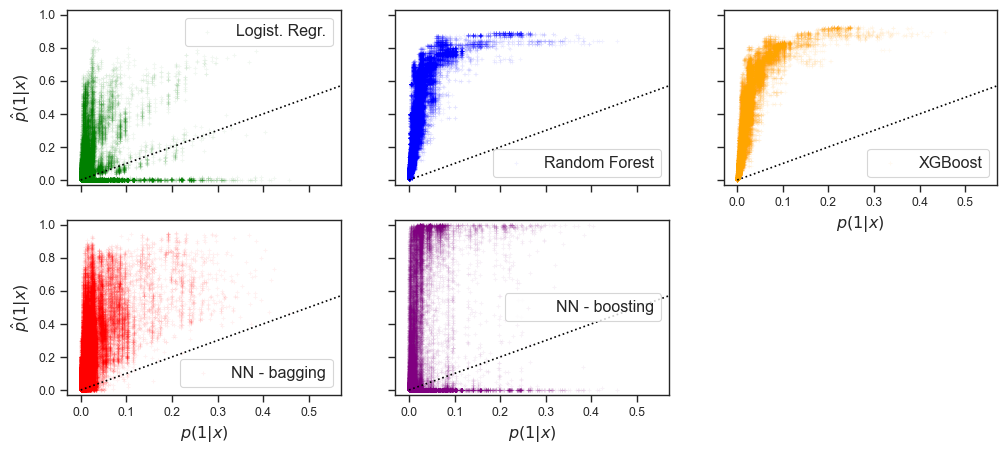 1.0
0.8
0.6
0.4
0.2
0.0
p̂(1|x)
Logist. Regr.
Random Forest
XGBoost
0.0 0.1 0.2 0.3 0.4 0.5
p(1|x)
1.0
0.8
0.6
0.4
0.2
0.0
p̂(1|x)
NN - bagging
0.0 0.1 0.2 0.3 0.4 0.5
p(1|x)
NN - boosting
0.0 0.1 0.2 0.3 0.4 0.5
p(1|x)